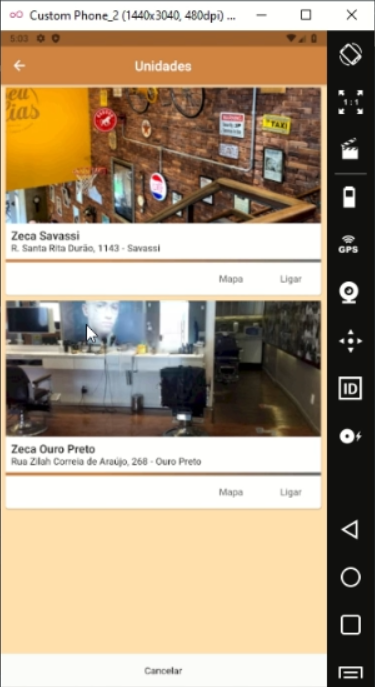 Custom Phone_2 (1440x3040, 480dpi) ...
5:03
Unidades
TAXI
Zeca Savassi
R. Santa Rita Durão, 1143 - Savassi
Mapa Ligar
Zeca Ouro Preto
Rua Zilah Correia de Araújo, 268 - Ouro Preto
Mapa Ligar
Cancelar
1:1
GPS
ID